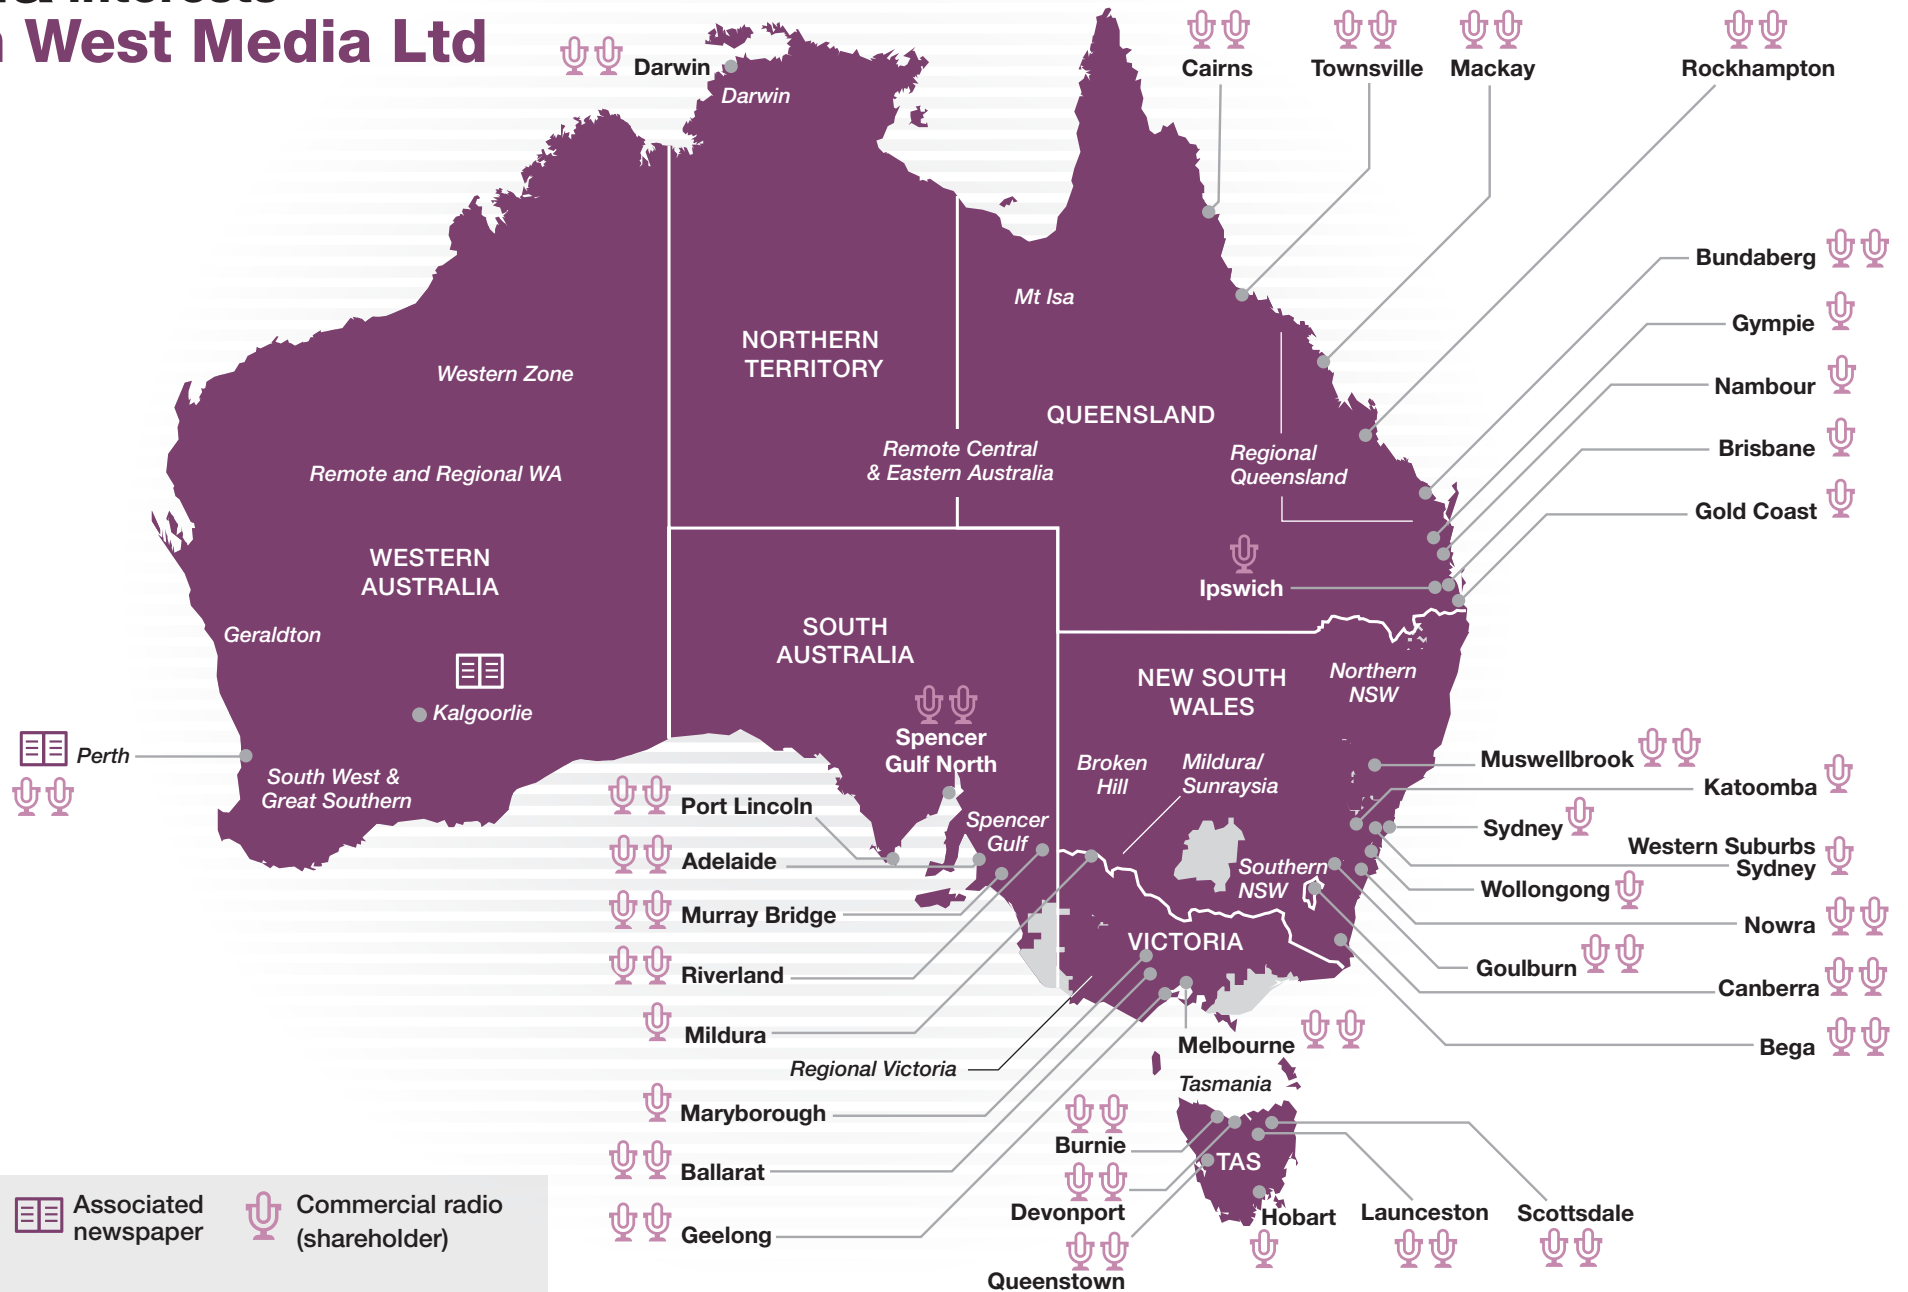 interests
West Media Ltd
Darwin
Darwin
Cairns
Townsville
Mackay
Rockhampton
Bundaberg
Gympie
Nambour
Brisbane
Gold Coast
Mt Isa
NORTHERN
TERRITORY
Western Zone
QUEENSLAND
Remote Central
& Eastern Australia
Regional
Queensland
Remote and Regional WA
WESTERN
AUSTRALIA
Ipswich
Geraldton
SOUTH
AUSTRALIA
NEW SOUTH
WALES
Northern
NSW
Kalgoorlie
Perth
South West &
Great Southern
Spencer
Gulf North
Broken
Hill
Mildura/
Sunraysia
Muswellbrook
Katoomba
Sydney
Western Suburbs
Sydney
Wollongong
Nowra
Goulburn
Canberra
Bega
Port Lincoln
Spencer
Gulf
Adelaide
Southern
NSW
Murray Bridge
VICTORIA
Riverland
Mildura
Melbourne
Regional Victoria
Tasmania
Maryborough
Burnie
Ballarat
TAS
Devonport
Hobart
Launceston
Scottsdale
Geelong
Queenstown
Associated
newspaper
Commercial radio
(shareholder)